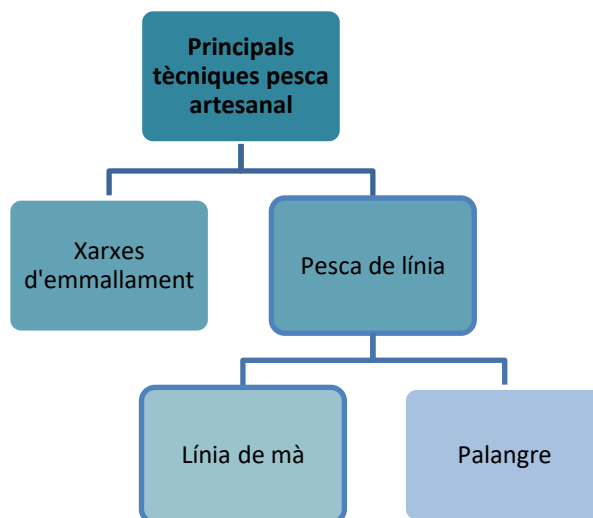 Principals
tècniques pesca
artesanal
Xarxes
d'emmallament
Pesca de línia
Línia de mà
Palangre